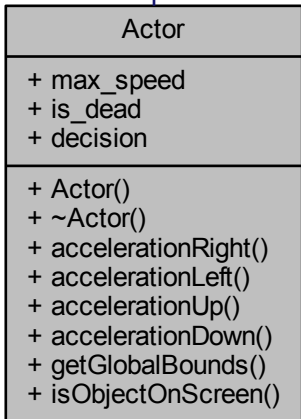 Actor
+ max_speed
+ is_dead
+ decision
+ Actor()
+ ~Actor()
+ accelerationRight()
+ accelerationLeft()
+ accelerationUp()
+ accelerationDown()
+ getGlobalBounds()
+ isObjectOnScreen()